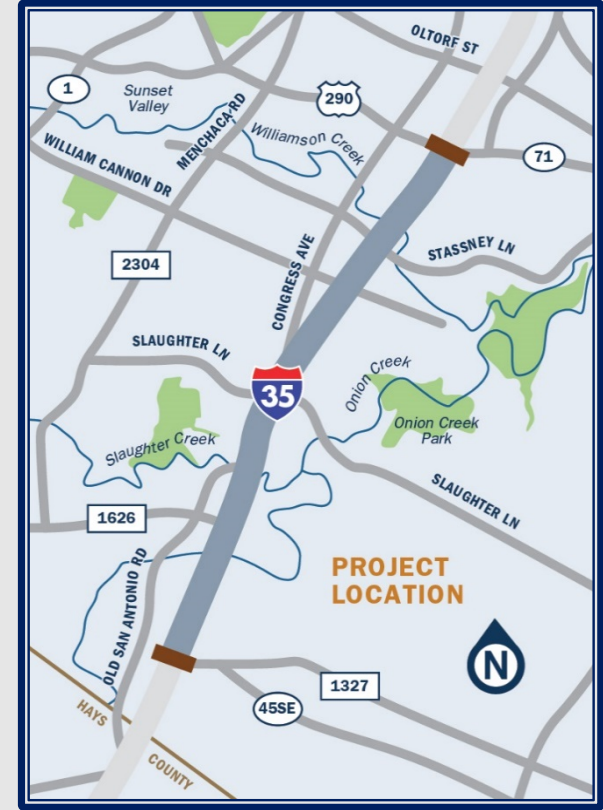 OLTORF ST
1
Sunset
Valley
MENCHACA RD
290
Williamson Creek
71
WILLIAM CANNON DR
STASSNEY LN
2304
CONGRESS AVE
SLAUGHTER LN
35
Onion Creek
Onion Creek
Park
Slaughter Creek
SLAUGHTER LN
1626
OLD SAN ANTONIO RD
PROJECT
LOCATION
N
1327
45SE
HAYS
COUNTY